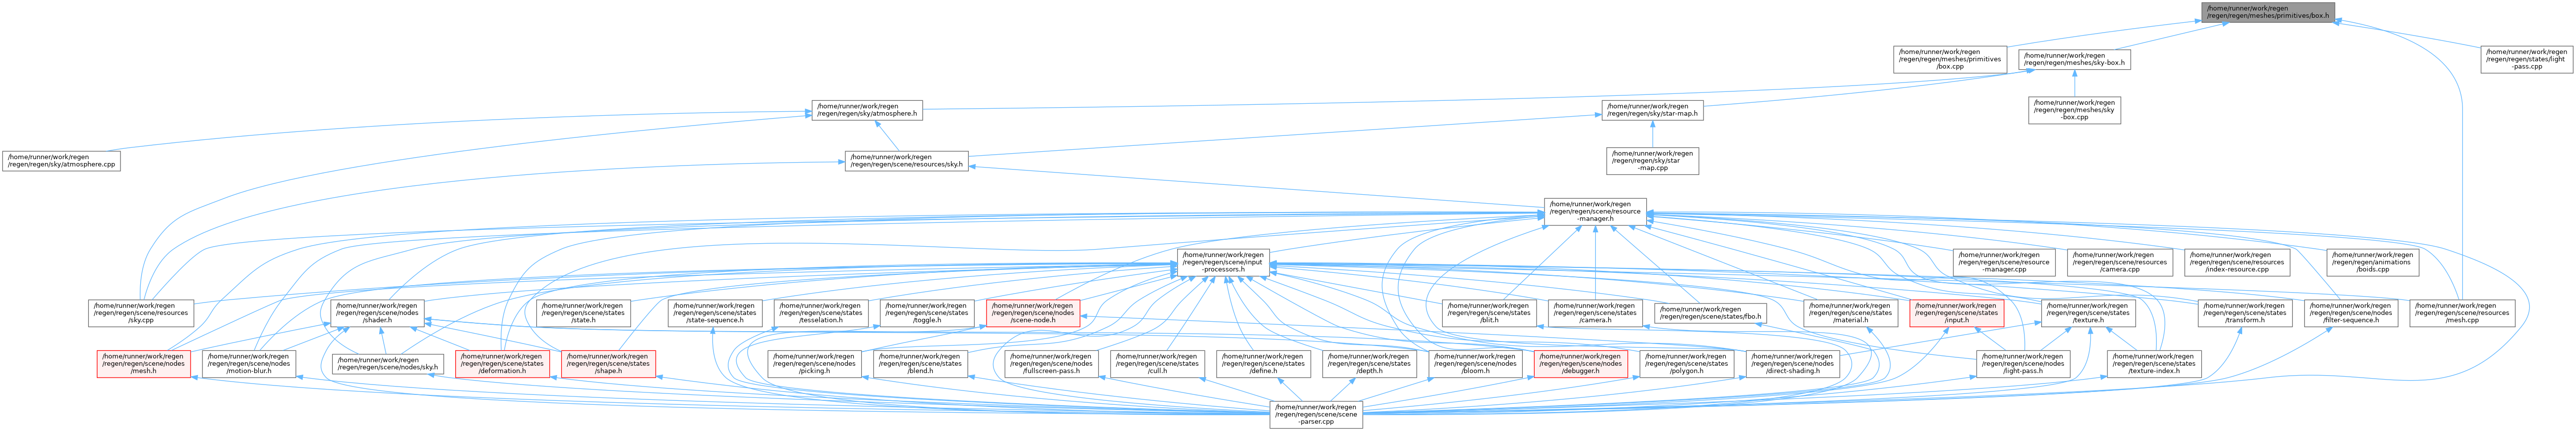 /home/runner/work/regen
/regen/regen/meshes/primitives/box.h
/home/runner/work/regen
/regen/regen/meshes/primitives
/box.cpp
/home/runner/work/regen
/regen/regen/meshes/sky-box.h
/home/runner/work/regen
/regen/regen/states/light
-pass.cpp
/home/runner/work/regen
/regen/regen/sky/atmosphere.h
/home/runner/work/regen
/regen/regen/sky/star-map.h
/home/runner/work/regen
/regen/regen/meshes/sky
-box.cpp
/home/runner/work/regen
/regen/regen/sky/atmosphere.cpp
/home/runner/work/regen
/regen/regen/scene/resources/sky.h
/home/runner/work/regen
/regen/regen/sky/star
-map.cpp
/home/runner/work/regen
/regen/regen/scene/resource
-manager.h
/home/runner/work/regen
/regen/regen/scene/input
-processors.h
/home/runner/work/regen
/regen/regen/scene/resource
-manager.cpp
/home/runner/work/regen
/regen/regen/scene/resources
/camera.cpp
/home/runner/work/regen
/regen/regen/scene/resources
/index-resource.cpp
/home/runner/work/regen
/regen/regen/animations
/boids.cpp
/home/runner/work/regen
/regen/regen/scene/resources
/sky.cpp
/home/runner/work/regen
/regen/regen/scene/nodes
/shader.h
/home/runner/work/regen
/regen/regen/scene/states
/state.h
/home/runner/work/regen
/regen/regen/scene/states
/state-sequence.h
/home/runner/work/regen
/regen/regen/scene/states
/tesselation.h
/home/runner/work/regen
/regen/regen/scene/states
/toggle.h
/home/runner/work/regen
/regen/regen/scene/nodes
/scene-node.h
/home/runner/work/regen
/regen/regen/scene/states
/blit.h
/home/runner/work/regen
/regen/regen/scene/states
/camera.h
/home/runner/work/regen
/regen/regen/scene/states/fbo.h
/home/runner/work/regen
/regen/regen/scene/states
/material.h
/home/runner/work/regen
/regen/regen/scene/states
/input.h
/home/runner/work/regen
/regen/regen/scene/states
/texture.h
/home/runner/work/regen
/regen/regen/scene/states
/transform.h
/home/runner/work/regen
/regen/regen/scene/nodes
/filter-sequence.h
/home/runner/work/regen
/regen/regen/scene/resources
/mesh.cpp
/home/runner/work/regen
/regen/regen/scene/nodes
/mesh.h
/home/runner/work/regen
/regen/regen/scene/nodes
/motion-blur.h
/home/runner/work/regen
/regen/regen/scene/nodes/sky.h
/home/runner/work/regen
/regen/regen/scene/states
/deformation.h
/home/runner/work/regen
/regen/regen/scene/states
/shape.h
/home/runner/work/regen
/regen/regen/scene/nodes
/picking.h
/home/runner/work/regen
/regen/regen/scene/states
/blend.h
/home/runner/work/regen
/regen/regen/scene/nodes
/fullscreen-pass.h
/home/runner/work/regen
/regen/regen/scene/states
/cull.h
/home/runner/work/regen
/regen/regen/scene/states
/define.h
/home/runner/work/regen
/regen/regen/scene/states
/depth.h
/home/runner/work/regen
/regen/regen/scene/nodes
/bloom.h
/home/runner/work/regen
/regen/regen/scene/nodes
/debugger.h
/home/runner/work/regen
/regen/regen/scene/states
/polygon.h
/home/runner/work/regen
/regen/regen/scene/nodes
/direct-shading.h
/home/runner/work/regen
/regen/regen/scene/nodes
/light-pass.h
/home/runner/work/regen
/regen/regen/scene/states
/texture-index.h
/home/runner/work/regen
/regen/regen/scene/scene
-parser.cpp